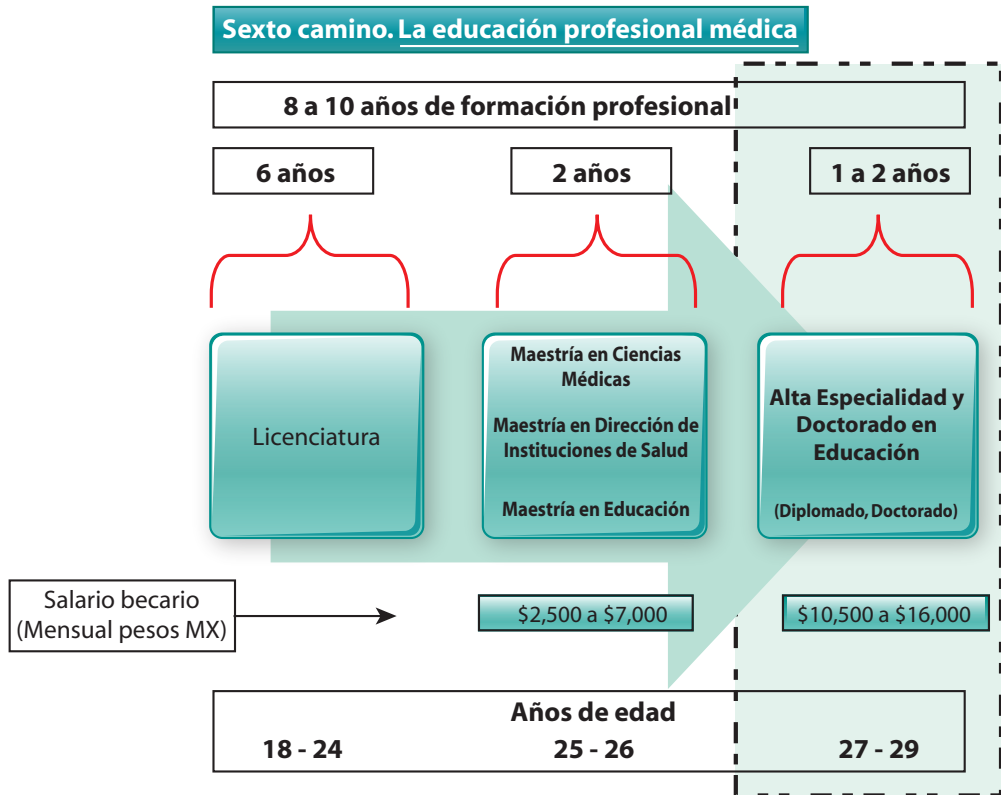 Sexto camino. La educación profesional médica
8 a 10 años de formación profesional
6 años
2 años
1 a 2 años
Licenciatura
Maestría en Ciencias
Médicas
Maestría en Dirección de
Instituciones de Salud
Maestría en Educación
Alta Especialidad y
Doctorado en
Educación
(Diplomado, Doctorado)
Salario becario
(Mensual pesos MX)
$2,500 a $7,000
$10,500 a $16,000
Años de edad
18 - 24
25 - 26
27 - 29